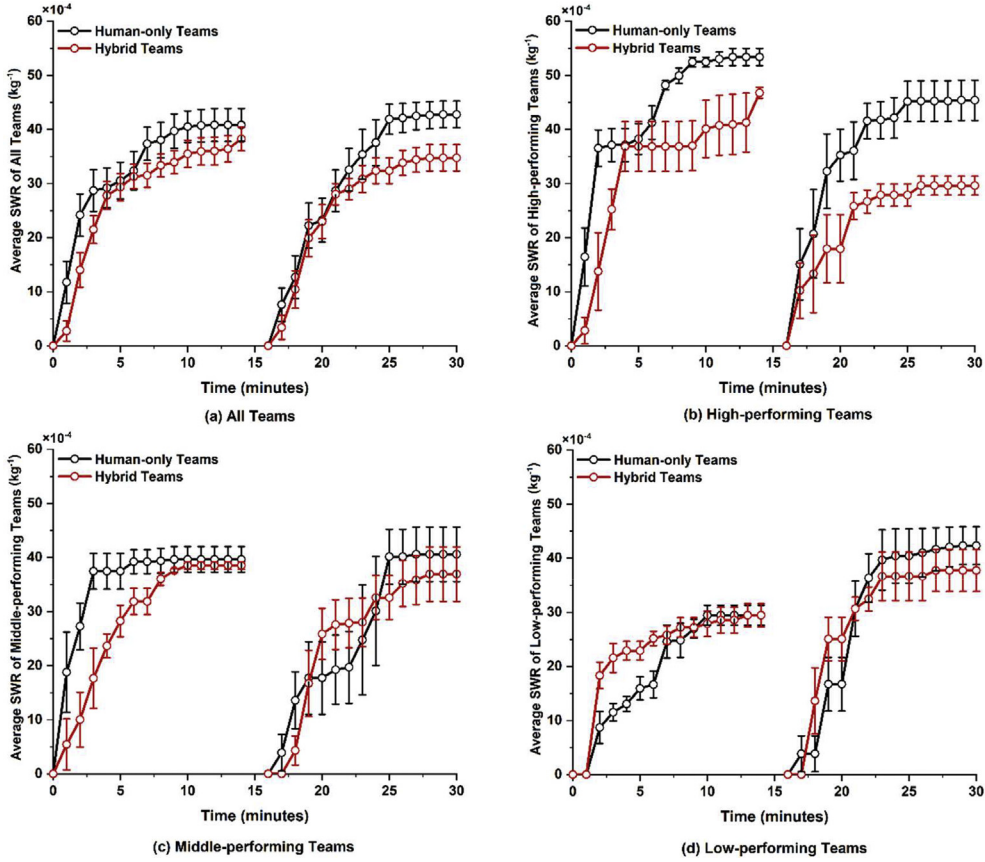 ×10⁻⁴
60
50
40
30
20
10
0
Average SWR of All Teams (kg⁻¹)
Human-only Teams
Hybrid Teams
0 5 10 15 20 25 30
Time (minutes)
(a) All Teams
×10⁻⁴
60
50
40
30
20
10
0
Average SWR of High-performing Teams (kg⁻¹)
Human-only Teams
Hybrid Teams
0 5 10 15 20 25 30
Time (minutes)
(b) High-performing Teams
×10⁻⁴
60
50
40
30
20
10
0
Average SWR of Middle-performing Teams (kg⁻¹)
Human-only Teams
Hybrid Teams
0 5 10 15 20 25 30
Time (minutes)
(c) Middle-performing Teams
×10⁻⁴
60
50
40
30
20
10
0
Average SWR of Low-performing Teams (kg⁻¹)
Human-only Teams
Hybrid Teams
0 5 10 15 20 25 30
Time (minutes)
(d) Low-performing Teams